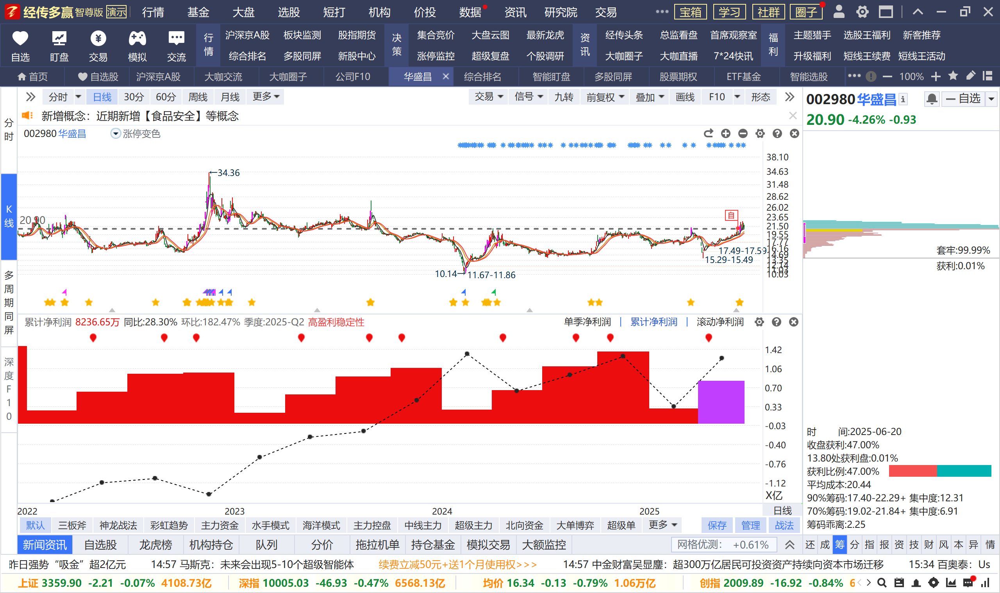 经传多赢 智尊版 演示 行情 基金 大盘 选股 短打 机构 价投 数据 资讯 研究院 交易 宝箱 学习 社群 圈子
自选 盯盘 交易 模拟 交流
行情 沪深京A股 板块监测 股指期货 决策 集合竞价 大盘云图 最新龙虎 资讯 经传头条 总监看盘 首席观察室 福利 主题猎手 选股王福利 新客推荐
综合排名 多股同屏 新股中心 涨停监控 超级复盘 个股调研 大咖圈子 大咖直播 7*24快讯 升级福利 短线王续费 短线王活动
首页 自选股 沪深京A股 大咖交流 大咖圈子 公司F10 华盛昌 综合排名 智能盯盘 多股同屏 股票期权 ETF基金 智能选股 100%
分时 日线 30分 60分 周线 月线 更多 交易 信号 九转 前复权 叠加 画线 F10 形态
新增概念：近期新增【食品安全】等概念
002980 华盛昌 涨停变色
分时
K线
多周期同屏
深度F10
38.10
34.63
31.48
28.62
26.02
23.65
21.50
19.55
17.77
16.16
14.69
13.35
12.14
11.03
10.03
34.36
20.90
自
17.49-17.59
15.29-15.49
10.14
11.67-11.86
累计净利润 8236.65万 同比:28.30% 环比:182.47% 季度:2025-Q2 高盈利稳定性 单季净利润 | 累计净利润 | 滚动净利润
1.42
1.06
0.70
0.33
-0.03
-0.40
-0.76
-1.12
X亿
2022 2023 2024 2025 日线
默认 三板斧 神龙战法 彩虹趋势 主力资金 水手模式 海洋模式 主力控盘 中线主力 超级主力 北向资金 大单博弈 超级单 更多 保存 管理 战法
新闻资讯 自选股 龙虎榜 机构持仓 队列 分价 拖拉机单 持仓基金 模拟交易 大额监控 网格优测： +0.61%
002980 华盛昌 自选
20.90 -4.26% -0.93
套牢:99.99%
获利:0.01%
时 间:2025-06-20
收盘获利:47.00%
13.80处获利盘:0.01%
获利比例:47.00%
平均成本:20.44
90%筹码:17.40-22.29+ 集中度:12.31
70%筹码:19.02-21.84+ 集中度:6.91
筹码乖离:2.25
还 成 筹 分 指 报 资 技 财 风 本 异 情
昨日强势“吸金”超2亿元 14:57 马斯克：未来会出现5-10个超级智能体 续费立减50元+送1个月使用权>>> 14:57 中金财富吴显鏖：超300万亿居民可投资资产持续向资本市场迁移 15:34 百奥泰：Us
上证 3359.90 -2.21 -0.07% 4108.73亿 深指 10005.03 -46.93 -0.47% 6568.13亿 均价 16.34 -0.13 -0.79% 1.06万亿 创指 2009.89 -16.92 -0.84% 6